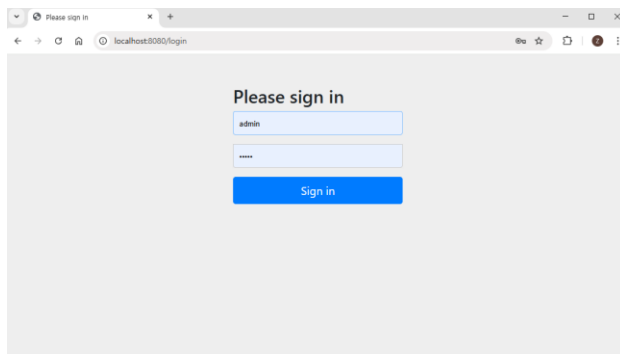 Please sign in
localhost:8080/login
Please sign in
admin
•••••
Sign in